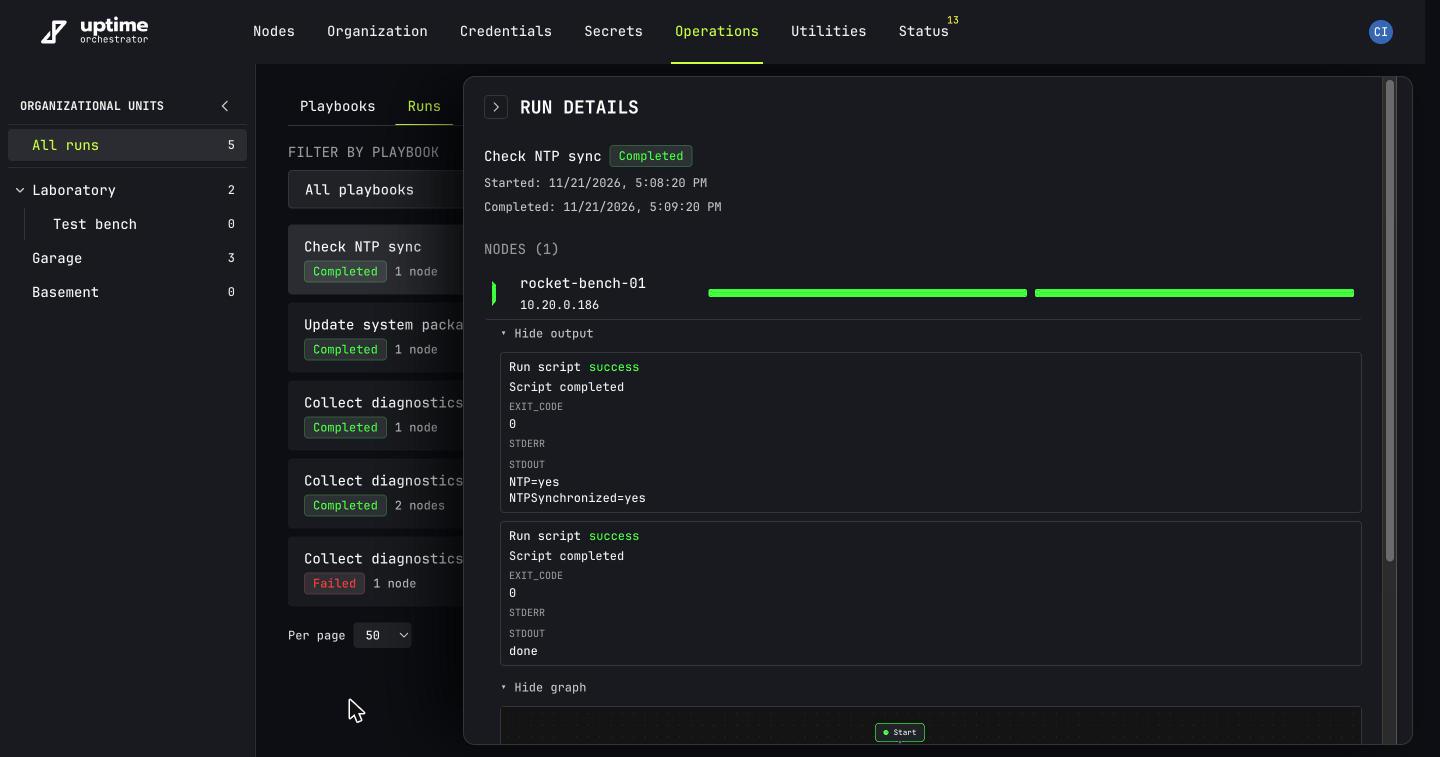 uptime
orchestrator
Nodes
Organization
Credentials
Secrets
Operations
Utilities
Status
13
CI
ORGANIZATIONAL UNITS
All runs 5
Laboratory 2
Test bench 0
Garage 3
Basement 0
Playbooks
Runs
FILTER BY PLAYBOOK
All playbooks
Check NTP sync
Completed 1 node
Update system packa
Completed 1 node
Collect diagnostics
Completed 1 node
Collect diagnostics
Completed 2 nodes
Collect diagnostics
Failed 1 node
Per page 50
RUN DETAILS
Check NTP sync Completed
Started: 11/21/2026, 5:08:20 PM
Completed: 11/21/2026, 5:09:20 PM
NODES (1)
rocket-bench-01
10.20.0.186
Hide output
Run script success
Script completed
EXIT_CODE
0
STDERR
STDOUT
NTP=yes
NTPSynchronized=yes
Run script success
Script completed
EXIT_CODE
0
STDERR
STDOUT
done
Hide graph
Start